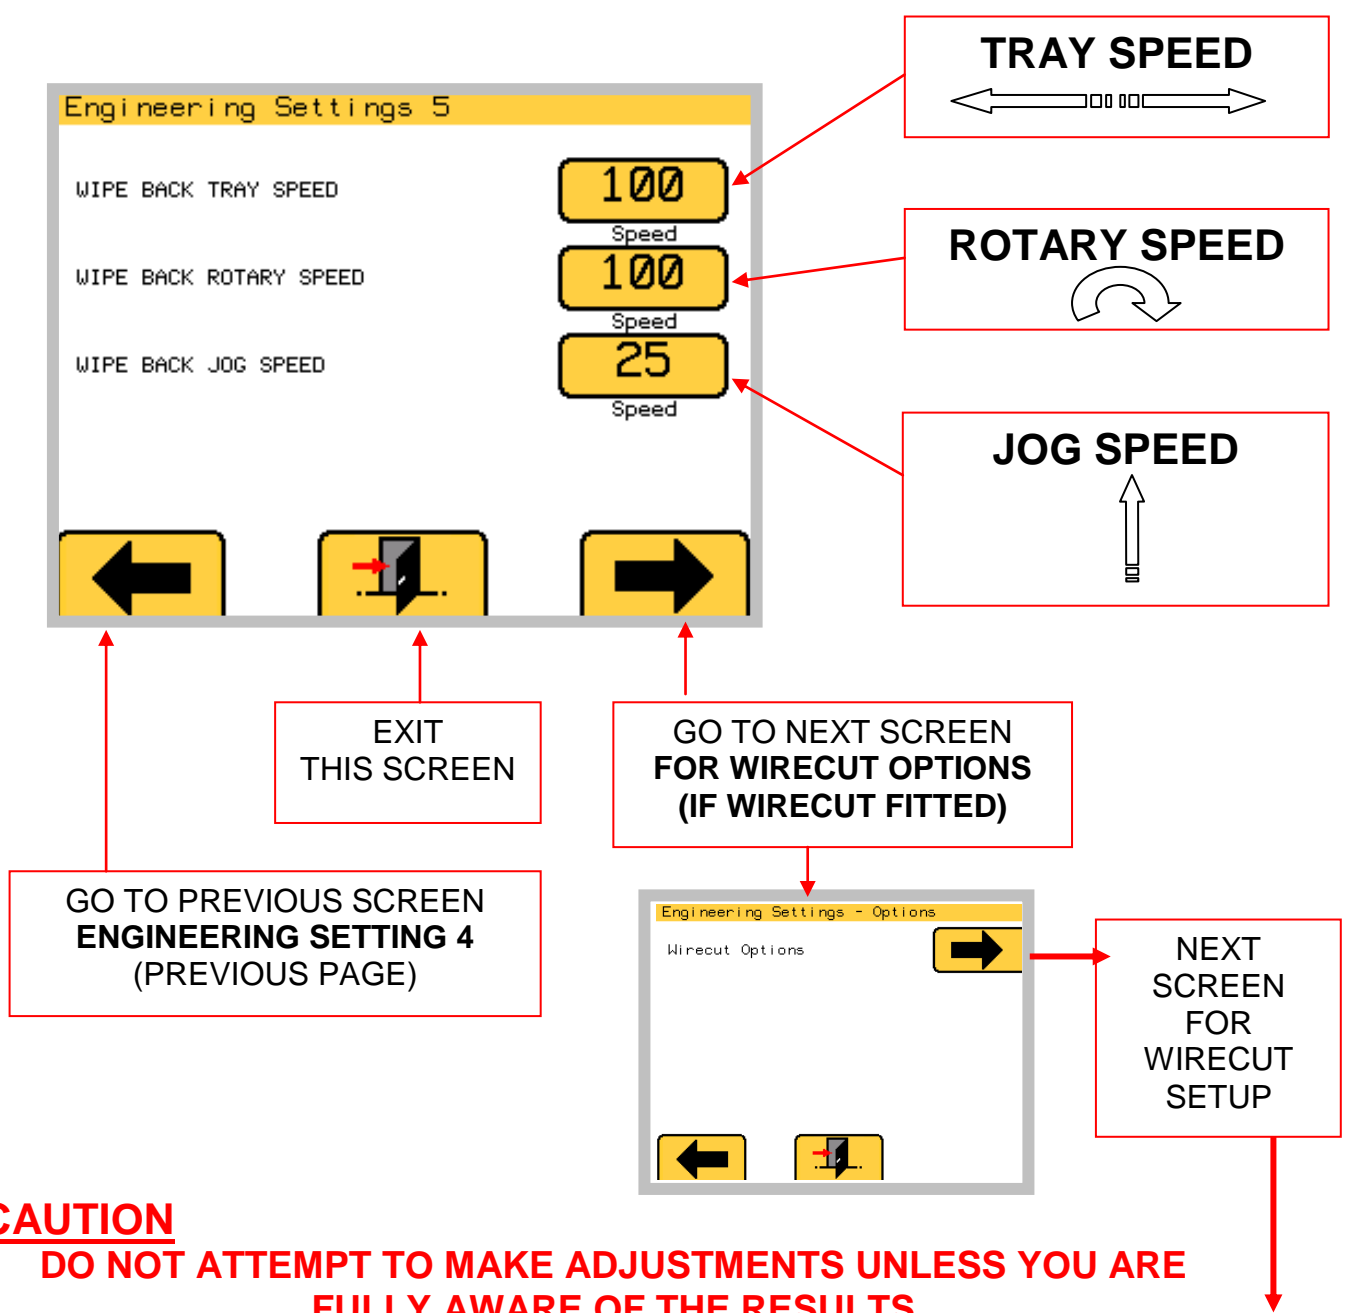 TRAY SPEED
Engineering Settings 5
WIPE BACK TRAY SPEED
100
Speed
ROTARY SPEED
WIPE BACK ROTARY SPEED
100
Speed
WIPE BACK JOG SPEED
25
Speed
JOG SPEED
EXIT
THIS SCREEN
GO TO NEXT SCREEN
FOR WIRECUT OPTIONS
(IF WIRECUT FITTED)
GO TO PREVIOUS SCREEN
ENGINEERING SETTING 4
(PREVIOUS PAGE)
Engineering Settings - Options
Wirecut Options
NEXT
SCREEN
FOR
WIRECUT
SETUP
CAUTION
DO NOT ATTEMPT TO MAKE ADJUSTMENTS UNLESS YOU ARE
FULLY AWARE OF THE RESULTS